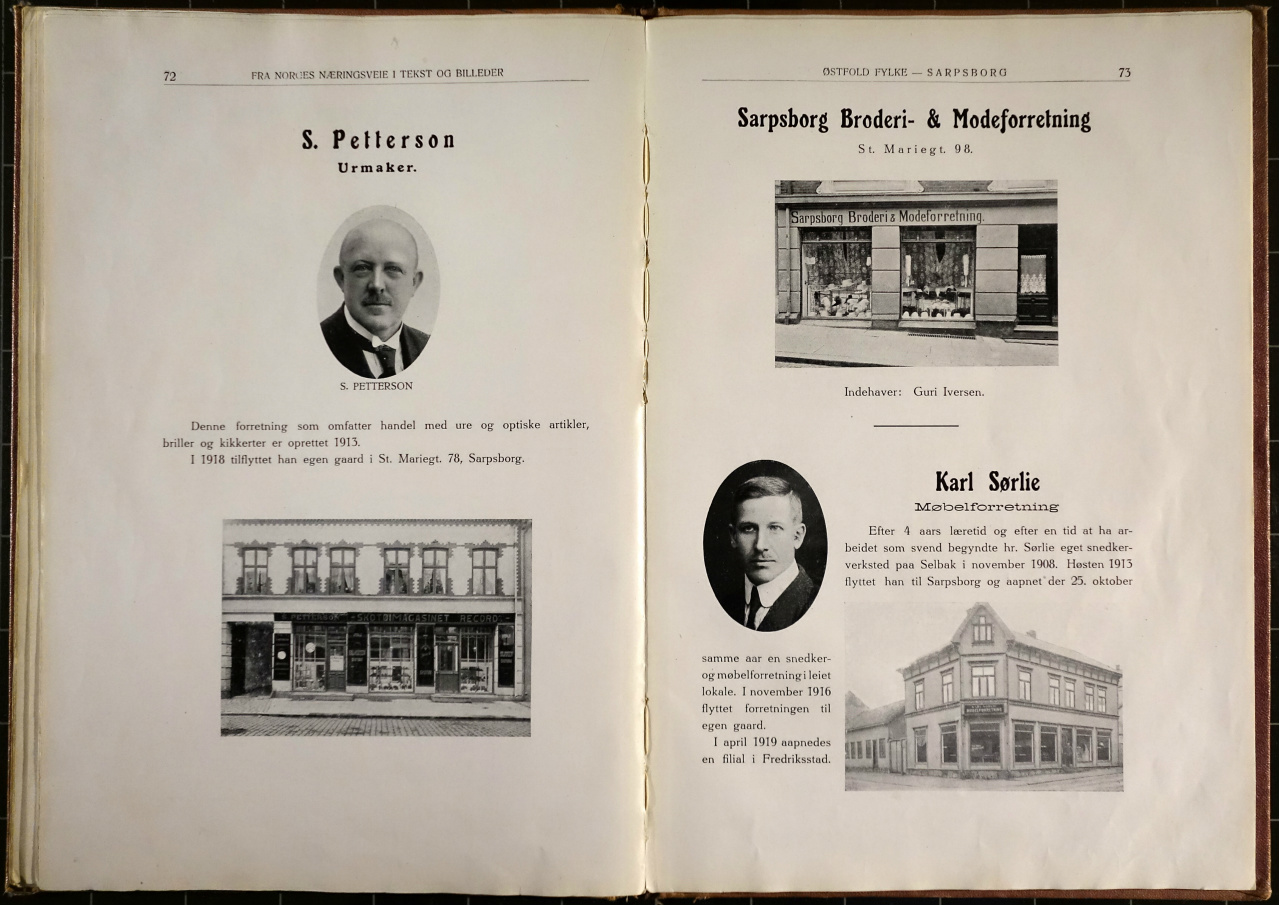 72
FRA NORGES NÆRINGSVEIE I TEKST OG BILLEDER
S. Petterson
Urmaker.
S. PETTERSON
Denne forretning som omfatter handel med ure og optiske artikler,
briller og kikkerter er oprettet 1913.
I 1918 tilflyttet han egen gaard i St. Mariegt. 78, Sarpsborg.
PETTERSON SKOTØIMAGASINET RECORD
ØSTFOLD FYLKE — SARPSBORG
73
Sarpsborg Broderi- & Modeforretning
St. Mariegt. 98.
Sarpsborg Broderi & Modeforretning.
Indehaver: Guri Iversen.
Karl Sørlie
Møbelforretning
Efter 4 aars læretid og efter en tid at ha ar-
beidet som svend begyndte hr. Sørlie eget snedker-
verksted paa Selbak i november 1908. Høsten 1913
flyttet han til Sarpsborg og aapnet der 25. oktober
samme aar en snedker-
og møbelforretning i leiet
lokale. I november 1916
flyttet forretningen til
egen gaard.
I april 1919 aapnedes
en filial i Fredriksstad.